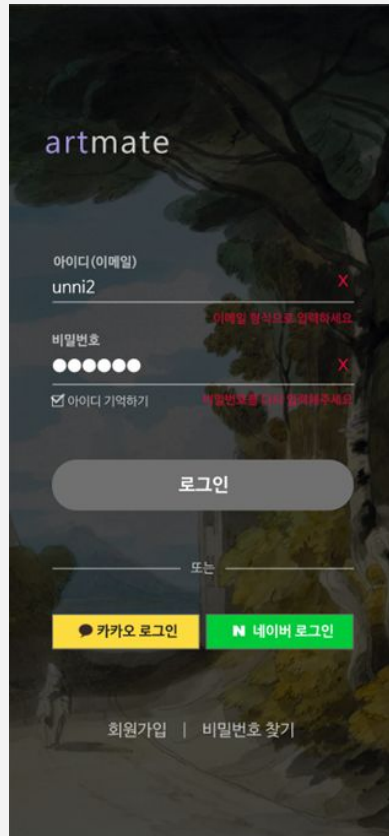 artmate
아이디(이메일)
unni2
X
이메일 형식으로 입력하세요
비밀번호
●●●●●●
X
아이디 기억하기
비밀번호를 다시 입력해주세요
로그인
또는
카카오 로그인
N 네이버 로그인
회원가입 | 비밀번호 찾기